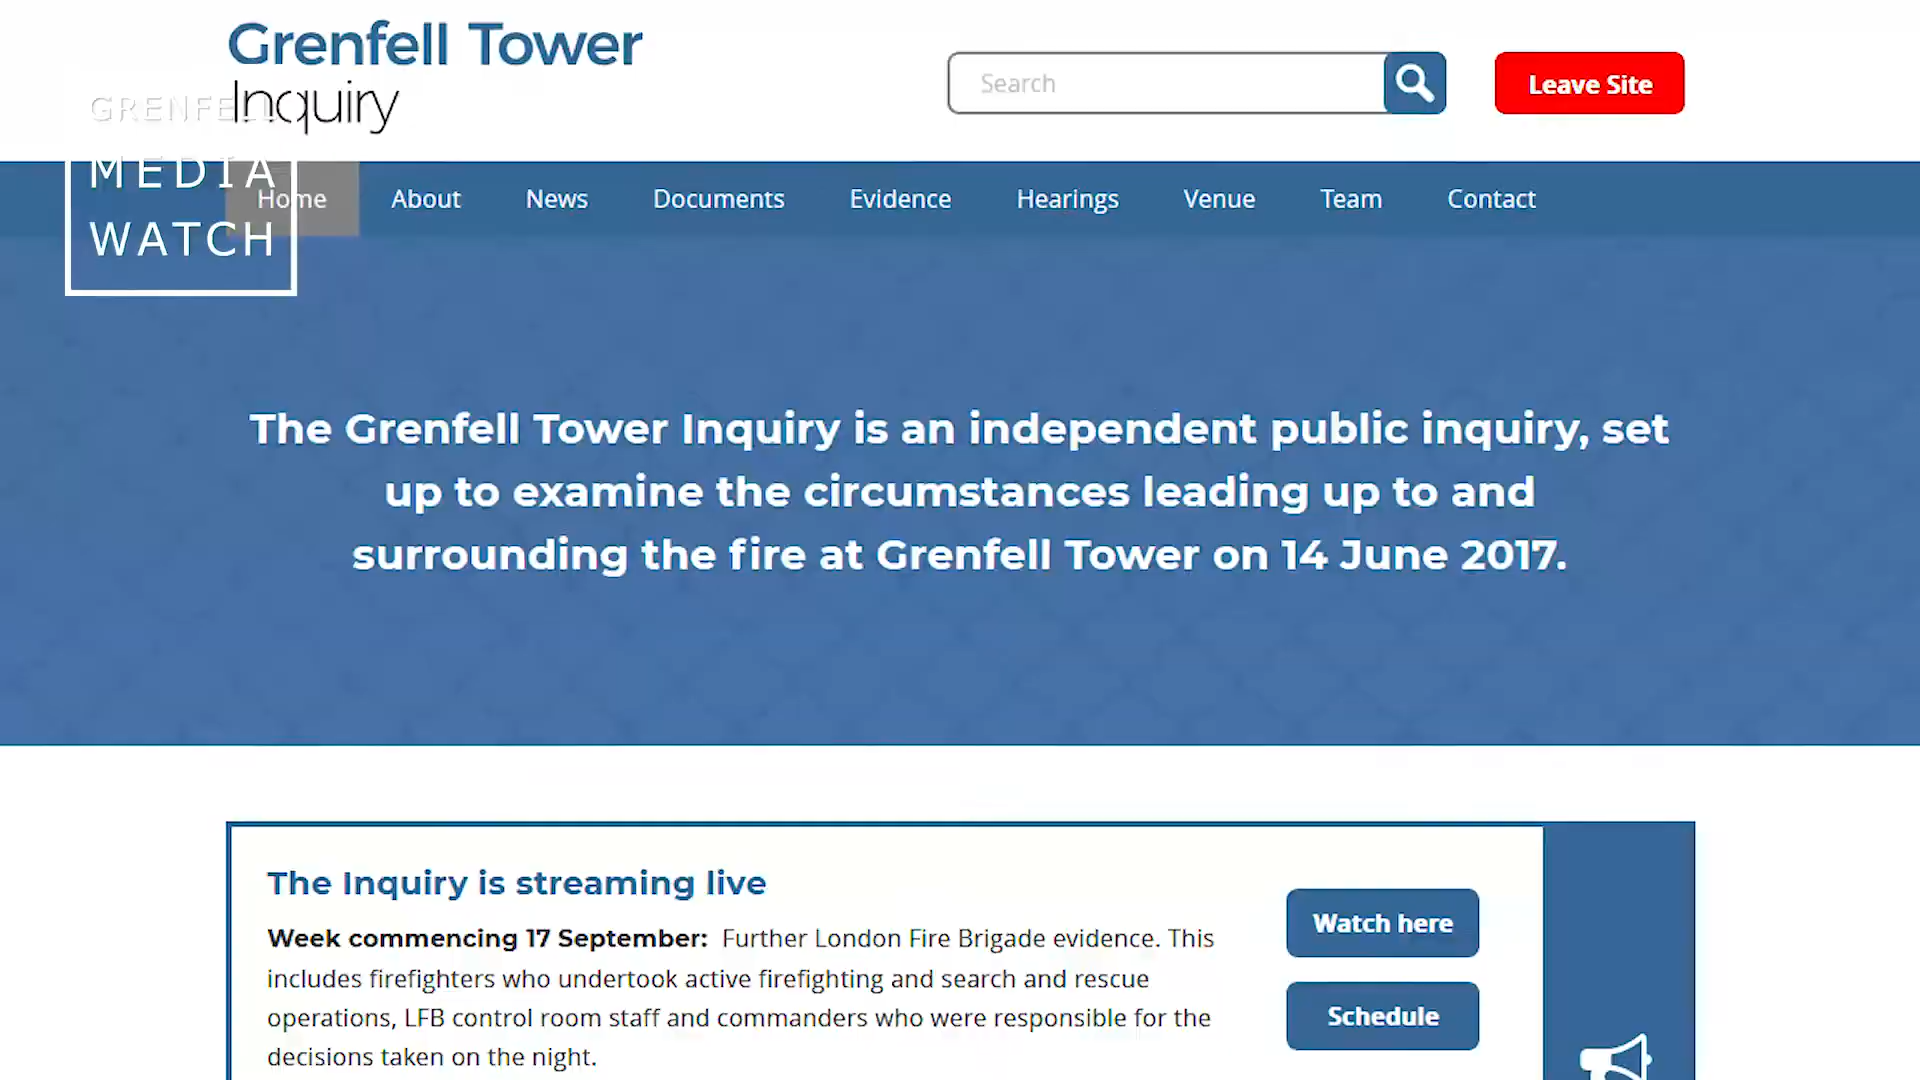 Grenfell Tower
Inquiry
Search
Leave Site
GRENFELL
MEDIA
WATCH
Home About News Documents Evidence Hearings Venue Team Contact
The Grenfell Tower Inquiry is an independent public inquiry, set
up to examine the circumstances leading up to and
surrounding the fire at Grenfell Tower on 14 June 2017.
The Inquiry is streaming live
Week commencing 17 September: Further London Fire Brigade evidence. This
includes firefighters who undertook active firefighting and search and rescue
operations, LFB control room staff and commanders who were responsible for the
decisions taken on the night.
Watch here
Schedule